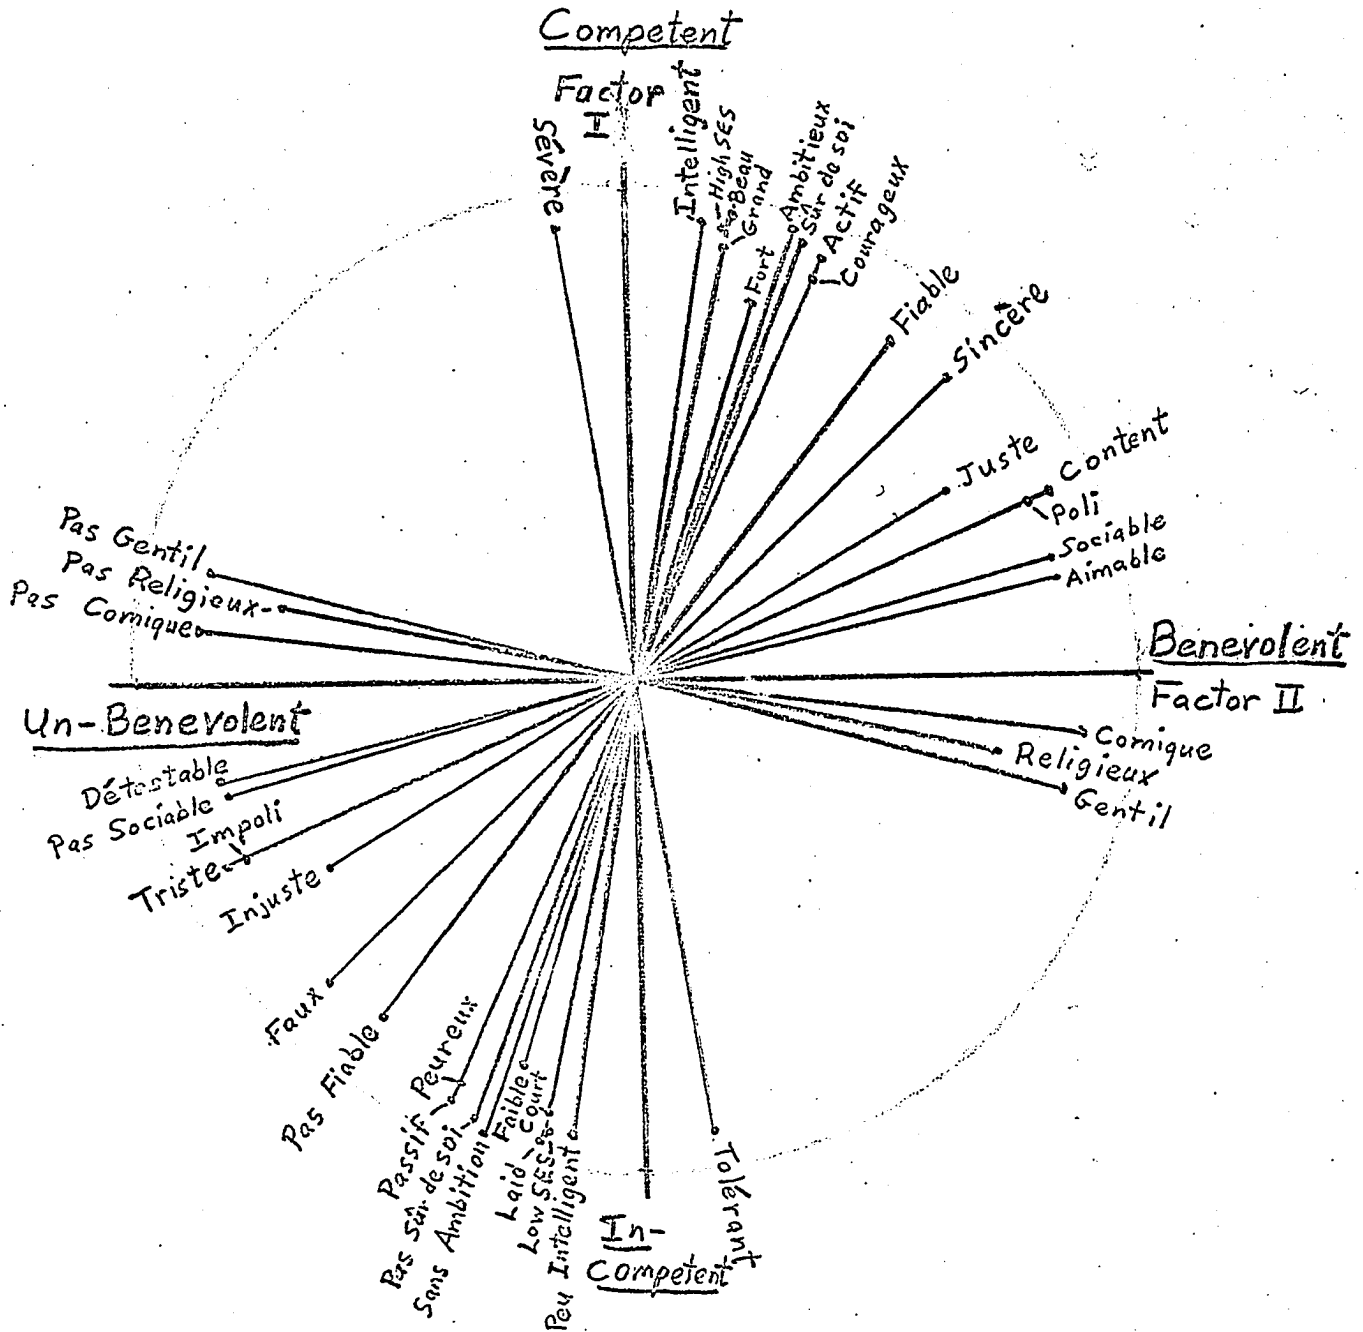 Competent
Factor
I
Sévère
Intelligent
High SES
Beau
Grand
Fort
Ambitieux
Sûr de soi
Actif
Courageux
Fiable
Sincère
Juste
Content
Poli
Sociable
Aimable
Benevolent
Factor II
Comique
Religieux
Gentil
Pas Gentil
Pas Religieux
Pas Comique
Un-Benevolent
Détestable
Pas Sociable
Impoli
Triste
Injuste
Faux
Pas Fiable
Peureux
Passif
Pas Sûr de soi
Sans Ambition
Faible
Court
Laid
Low SES
Peu Intelligent
In-
Competent
Tolérant